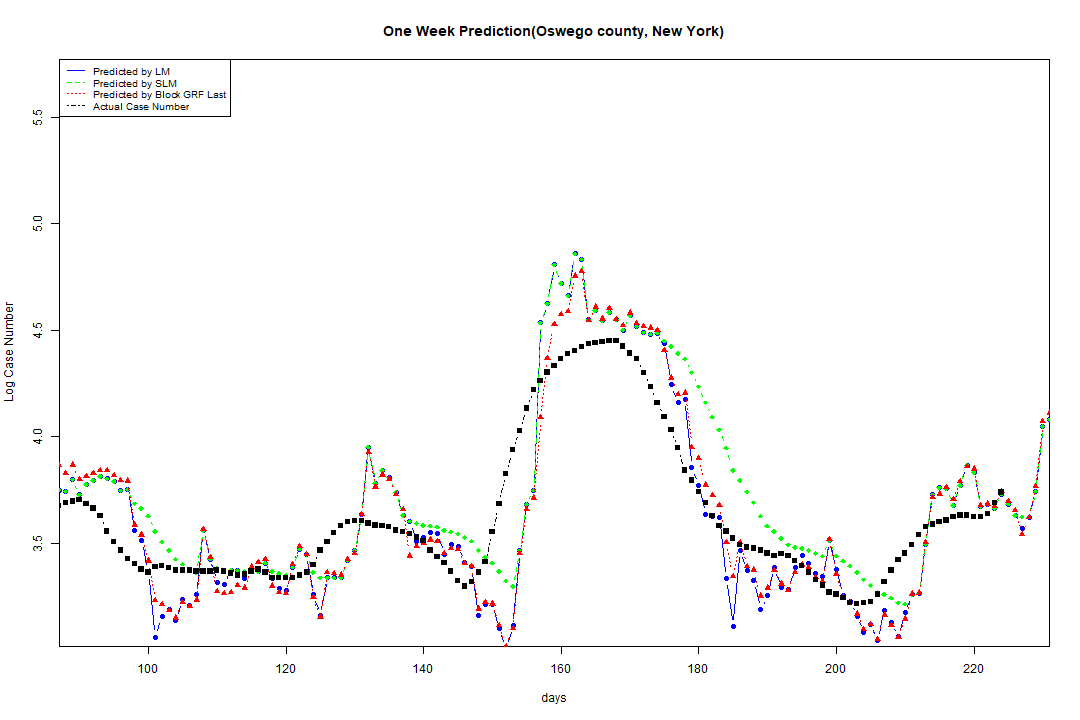 One Week Prediction(Oswego county, New York)
Predicted by LM
Predicted by SLM
Predicted by Block GRF Last
Actual Case Number
Log Case Number
5.5
5.0
4.5
4.0
3.5
100 120 140 160 180 200 220
days